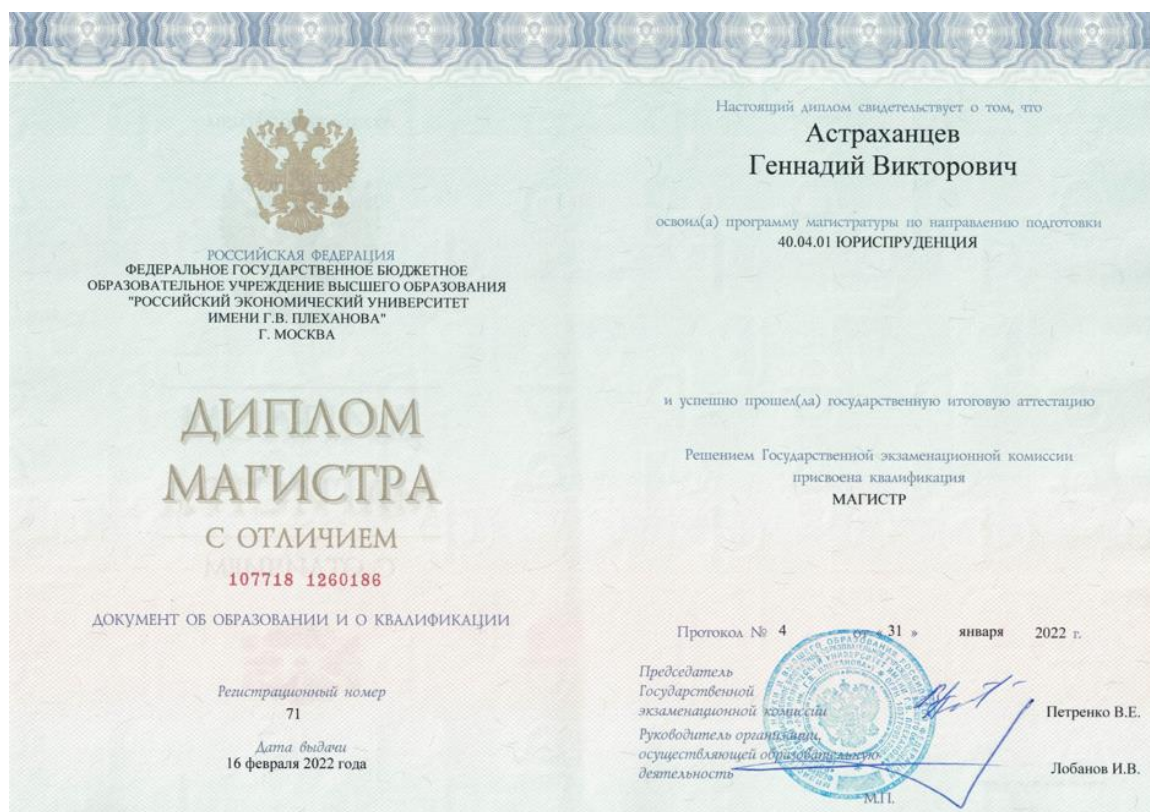 РОССИЙСКАЯ ФЕДЕРАЦИЯ
ФЕДЕРАЛЬНОЕ ГОСУДАРСТВЕННОЕ БЮДЖЕТНОЕ
ОБРАЗОВАТЕЛЬНОЕ УЧРЕЖДЕНИЕ ВЫСШЕГО ОБРАЗОВАНИЯ
"РОССИЙСКИЙ ЭКОНОМИЧЕСКИЙ УНИВЕРСИТЕТ
ИМЕНИ Г.В. ПЛЕХАНОВА"
Г. МОСКВА
ДИПЛОМ
МАГИСТРА
С ОТЛИЧИЕМ
107718 1260186
ДОКУМЕНТ ОБ ОБРАЗОВАНИИ И О КВАЛИФИКАЦИИ
Регистрационный номер
71
Дата выдачи
16 февраля 2022 года
Настоящий диплом свидетельствует о том, что
Астраханцев
Геннадий Викторович
освоил(а) программу магистратуры по направлению подготовки
40.04.01 ЮРИСПРУДЕНЦИЯ
и успешно прошел(ла) государственную итоговую аттестацию
Решением Государственной экзаменационной комиссии
присвоена квалификация
МАГИСТР
Протокол № 4 от « 31 » января 2022 г.
Председатель
Государственной
экзаменационной комиссии
Петренко В.Е.
Руководитель организации,
осуществляющей образовательную
деятельность
Лобанов И.В.
М.П.